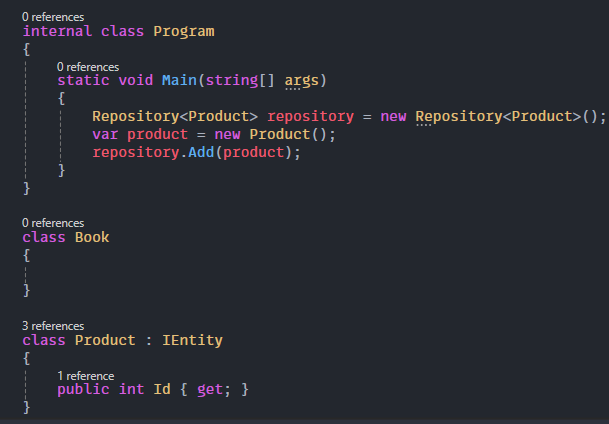 0 references
internal class Program
{
0 references
static void Main(string[] args)
{
Repository<Product> repository = new Repository<Product>();
var product = new Product();
repository.Add(product);
}
}
0 references
class Book
{
}
3 references
class Product : IEntity
{
1 reference
public int Id { get; }
}